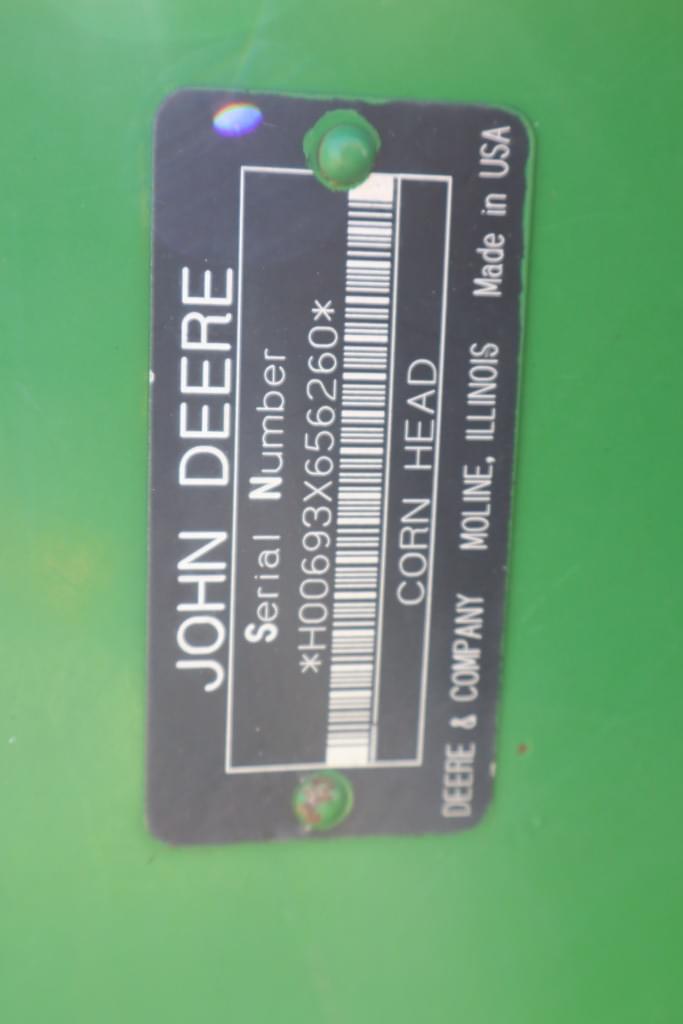 JOHN DEERE
Serial Number
*H00693X656260*
CORN HEAD
DEERE & COMPANY MOLINE, ILLINOIS Made in USA